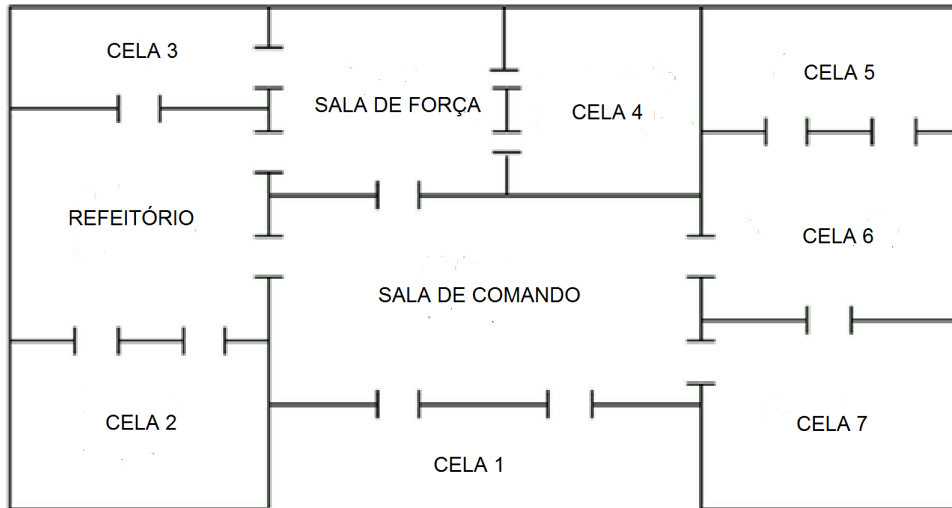 CELA 3
SALA DE FORÇA
CELA 4
CELA 5
REFEITÓRIO
CELA 6
SALA DE COMANDO
CELA 2
CELA 1
CELA 7